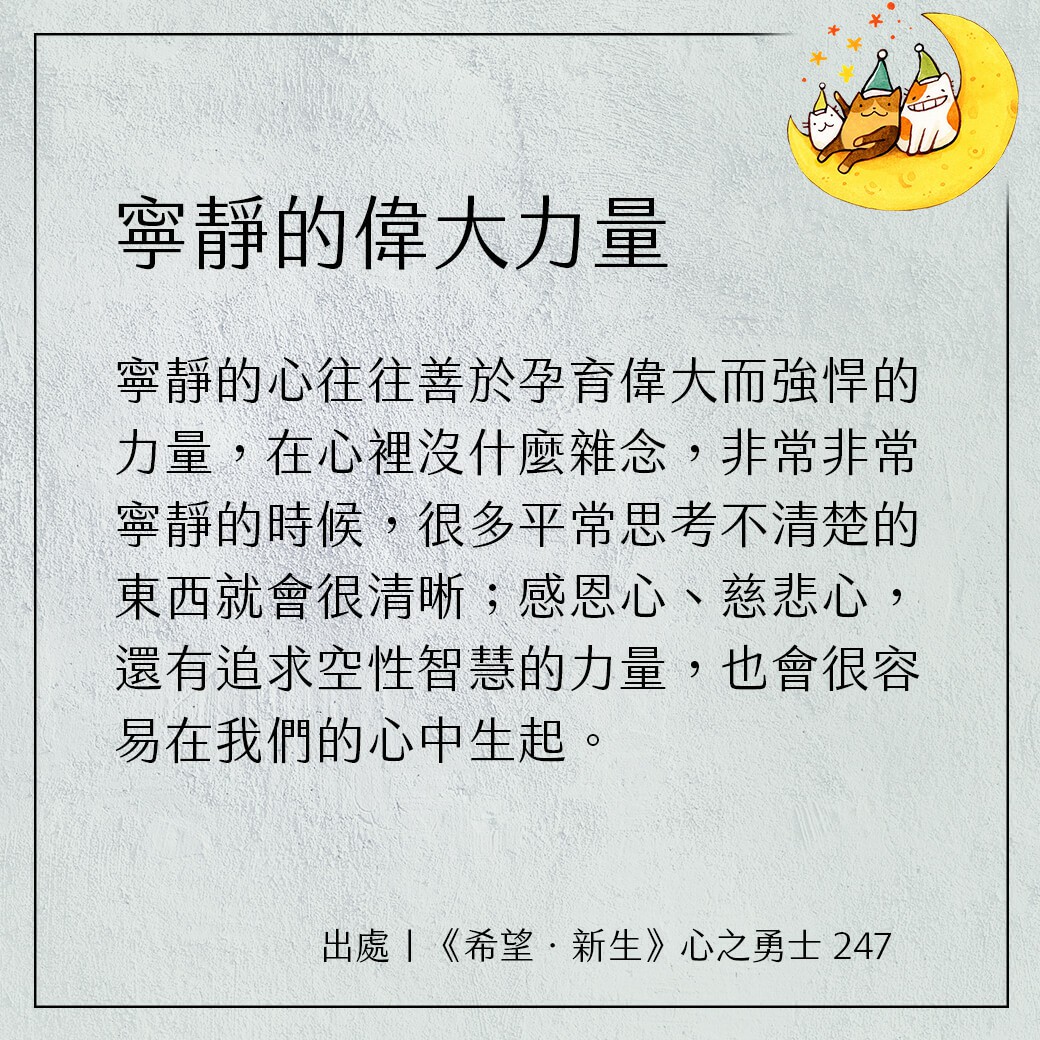 寧靜的偉大力量
寧靜的心往往善於孕育偉大而強悍的
力量，在心裡沒什麼雜念，非常非常
寧靜的時候，很多平常思考不清楚的
東西就會很清晰；感恩心、慈悲心，
還有追求空性智慧的力量，也會很容
易在我們的心中生起。
出處｜《希望．新生》心之勇士 247